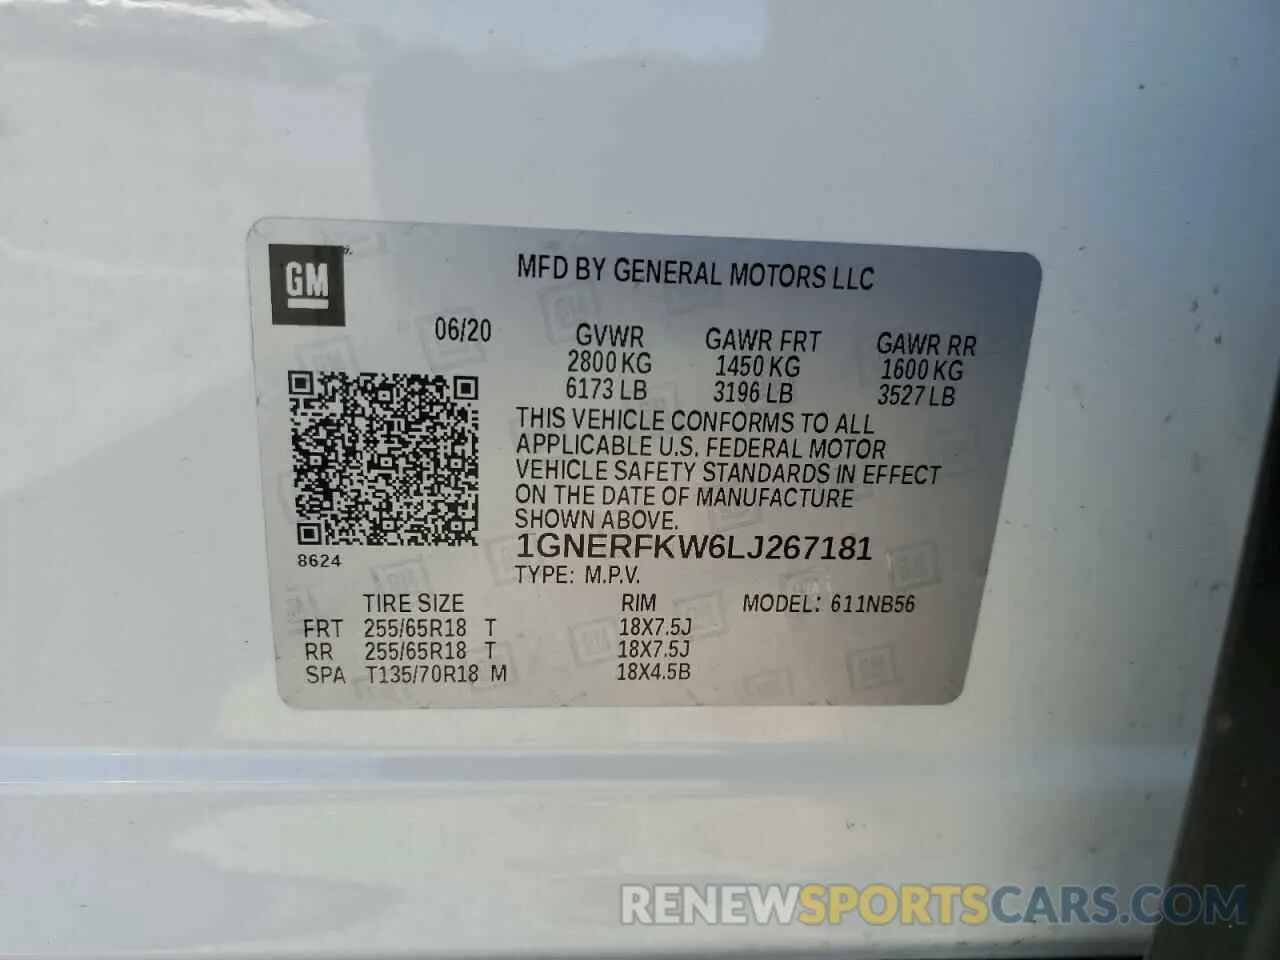 GM
MFD BY GENERAL MOTORS LLC
06/20 GVWR GAWR FRT GAWR RR
2800 KG 1450 KG 1600 KG
6173 LB 3196 LB 3527 LB
THIS VEHICLE CONFORMS TO ALL
APPLICABLE U.S. FEDERAL MOTOR
VEHICLE SAFETY STANDARDS IN EFFECT
ON THE DATE OF MANUFACTURE
SHOWN ABOVE.
1GNERFKW6LJ267181
8624
TYPE: M.P.V.
TIRE SIZE RIM MODEL: 611NB56
FRT 255/65R18 T 18X7.5J
RR 255/65R18 T 18X7.5J
SPA T135/70R18 M 18X4.5B
RENEWSPORTSCARS.COM